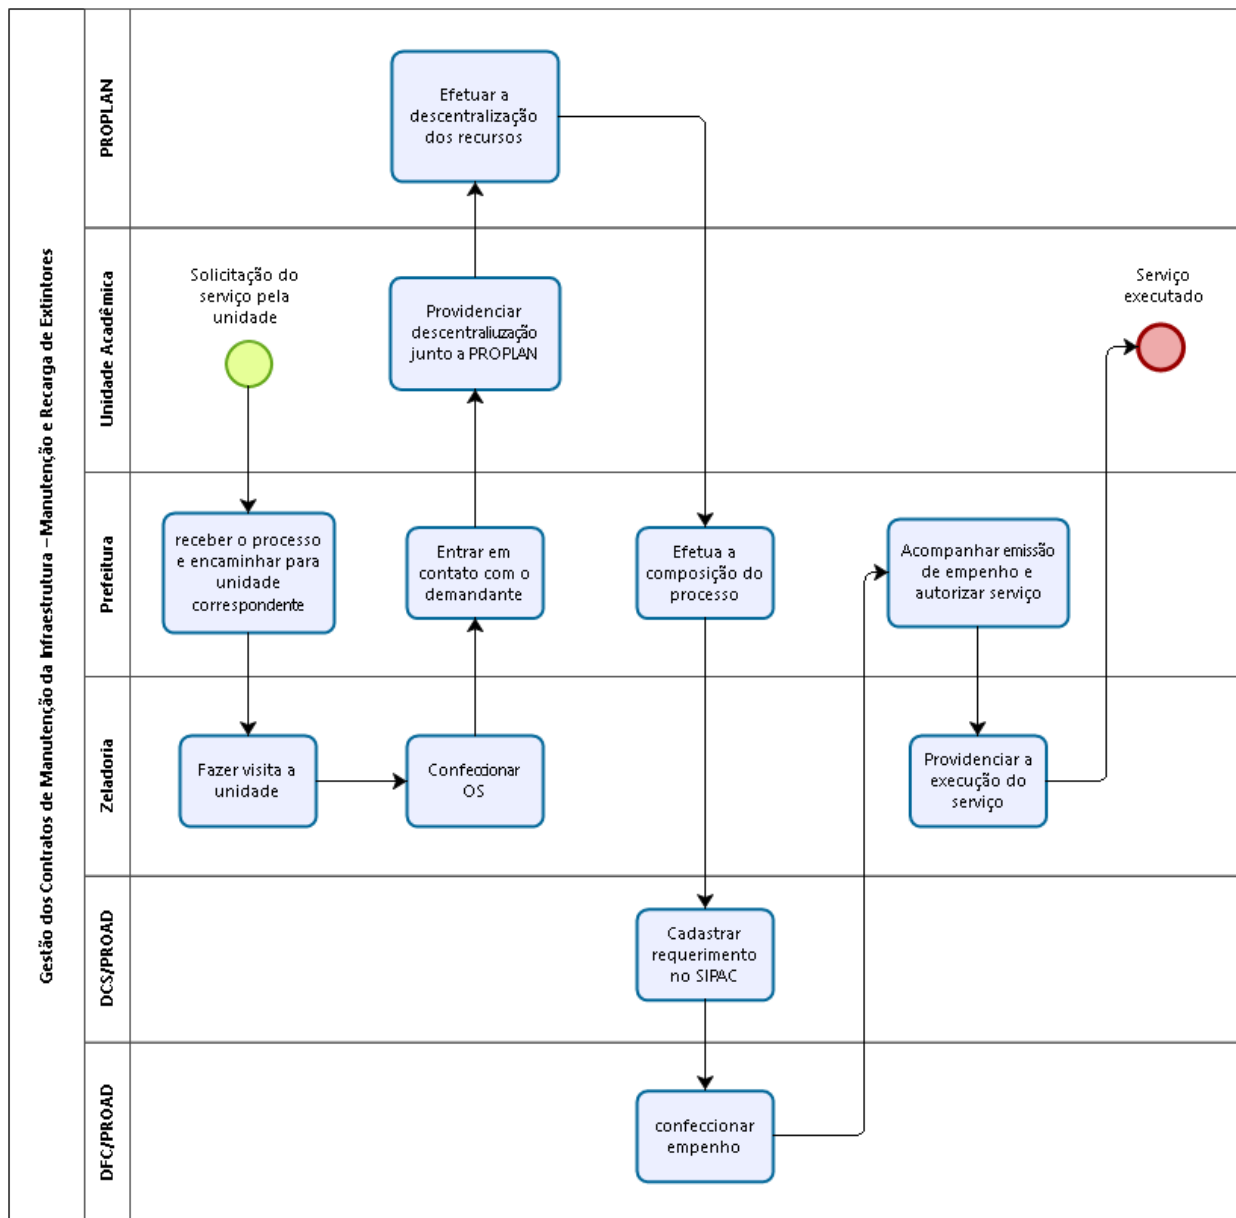 Gestão dos Contratos de Manutenção da Infraestrutura – Manutenção e Recarga de Extintores
PROPLAN
Efetuar a
descentralização
dos recursos
Unidade Acadêmica
Solicitação do
serviço pela
unidade
Providenciar
descentraliuzação
junto a PROPLAN
Serviço
executado
Prefeitura
receber o processo
e encaminhar para
unidade
correspondente
Entrar em
contato com o
demandante
Efetua a
composição do
processo
Acompanhar emissão
de empenho e
autorizar serviço
Zeladoria
Fazer visita a
unidade
Confeccionar
OS
Providenciar a
execução do
serviço
DCS/PROAD
Cadastrar
requerimento
no SIPAC
DFC/PROAD
confeccionar
empenho